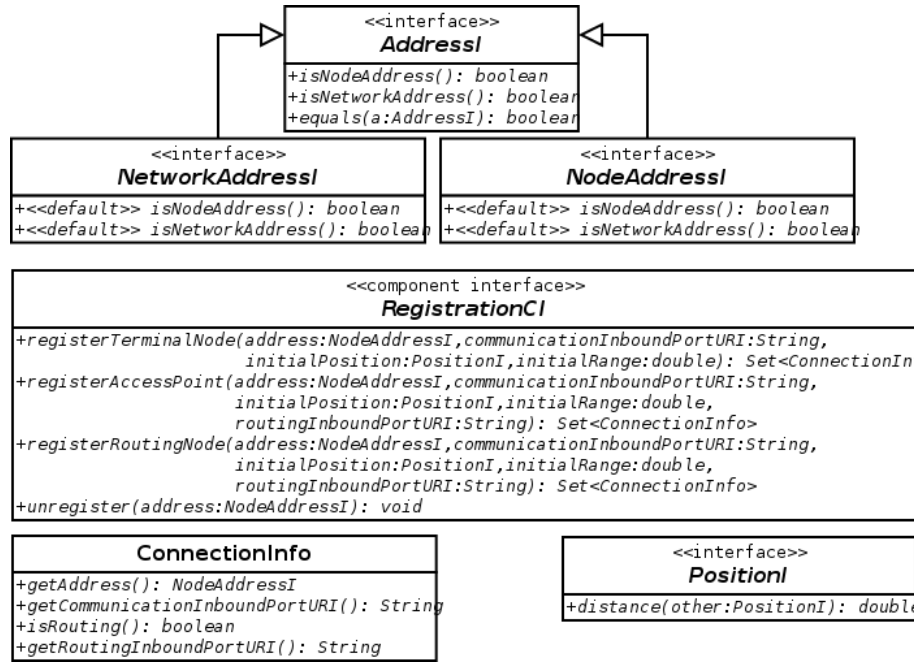 <<interface>>
AddressI
+isNodeAddress(): boolean
+isNetworkAddress(): boolean
+equals(a:AddressI): boolean
<<interface>>
NetworkAddressI
+<<default>> isNodeAddress(): boolean
+<<default>> isNetworkAddress(): boolean
<<interface>>
NodeAddressI
+<<default>> isNodeAddress(): boolean
+<<default>> isNetworkAddress(): boolean
<<component interface>>
RegistrationCI
+registerTerminalNode(address:NodeAddressI,communicationInboundPortURI:String,
initialPosition:PositionI,initialRange:double): Set<ConnectionIn
+registerAccessPoint(address:NodeAddressI,communicationInboundPortURI:String,
initialPosition:PositionI,initialRange:double,
routingInboundPortURI:String): Set<ConnectionInfo>
+registerRoutingNode(address:NodeAddressI,communicationInboundPortURI:String,
initialPosition:PositionI,initialRange:double,
routingInboundPortURI:String): Set<ConnectionInfo>
+unregister(address:NodeAddressI): void
ConnectionInfo
+getAddress(): NodeAddressI
+getCommunicationInboundPortURI(): String
+isRouting(): boolean
+getRoutingInboundPortURI(): String
<<interface>>
PositionI
+distance(other:PositionI): double